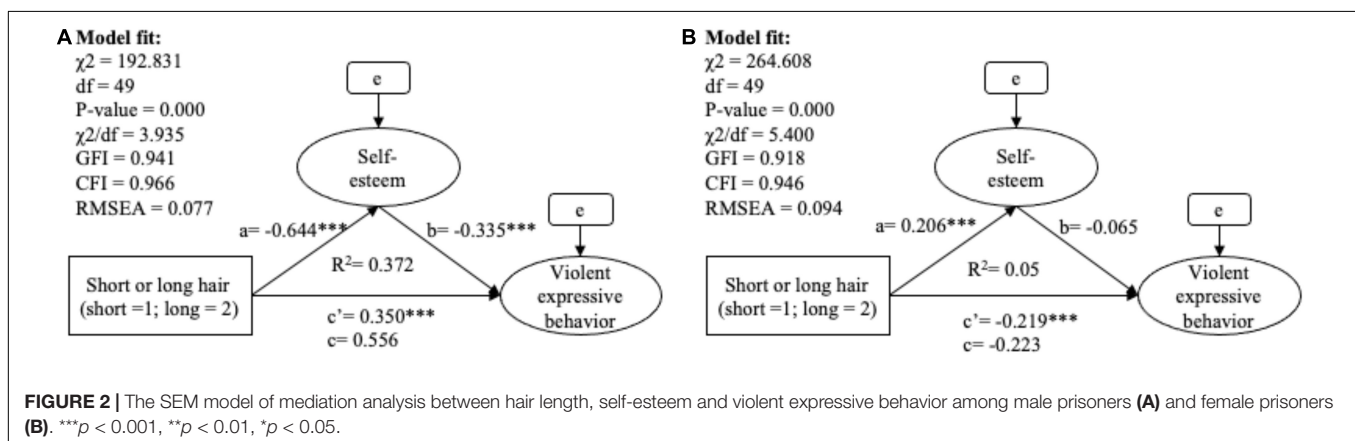 A Model fit:
χ2 = 192.831
df = 49
P-value = 0.000
χ2/df = 3.935
GFI = 0.941
CFI = 0.966
RMSEA = 0.077
e
Self-
esteem
e
a= -0.644***
b= -0.335***
R²= 0.372
Short or long hair
(short =1; long = 2)
Violent
expressive
behavior
c'= 0.350***
c= 0.556
B Model fit:
χ2 = 264.608
df = 49
P-value = 0.000
χ2/df = 5.400
GFI = 0.918
CFI = 0.946
RMSEA = 0.094
e
Self-
esteem
e
a= 0.206***
b= -0.065
R²= 0.05
Short or long hair
(short =1; long = 2)
Violent
expressive
behavior
c'= -0.219***
c= -0.223
FIGURE 2 | The SEM model of mediation analysis between hair length, self-esteem and violent expressive behavior among male prisoners (A) and female prisoners
(B). ***p < 0.001, **p < 0.01, *p < 0.05.